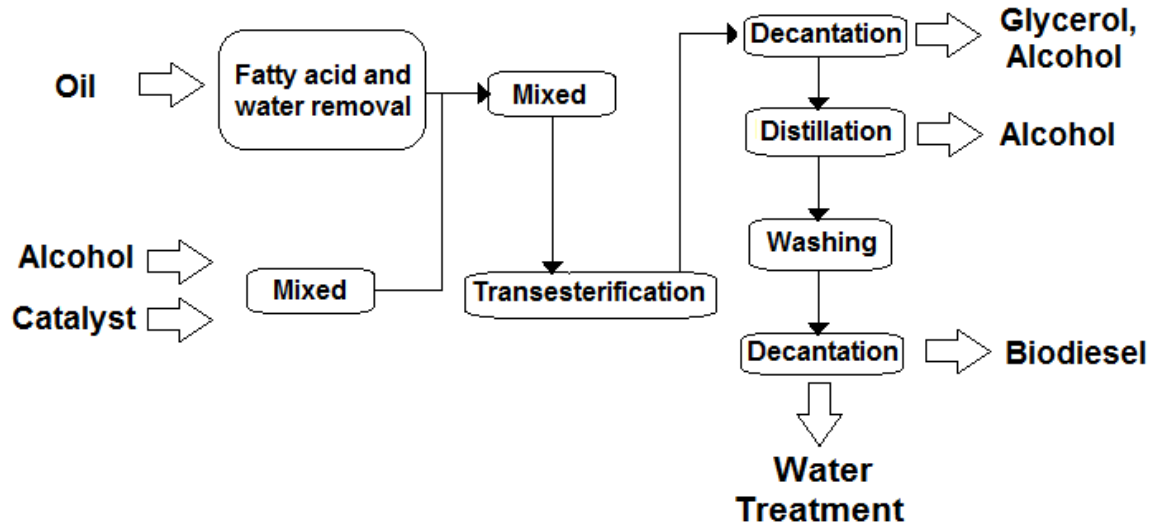 Oil
Fatty acid and
water removal
Mixed
Alcohol
Catalyst
Mixed
Transesterification
Decantation
Glycerol,
Alcohol
Distillation
Alcohol
Washing
Decantation
Biodiesel
Water
Treatment